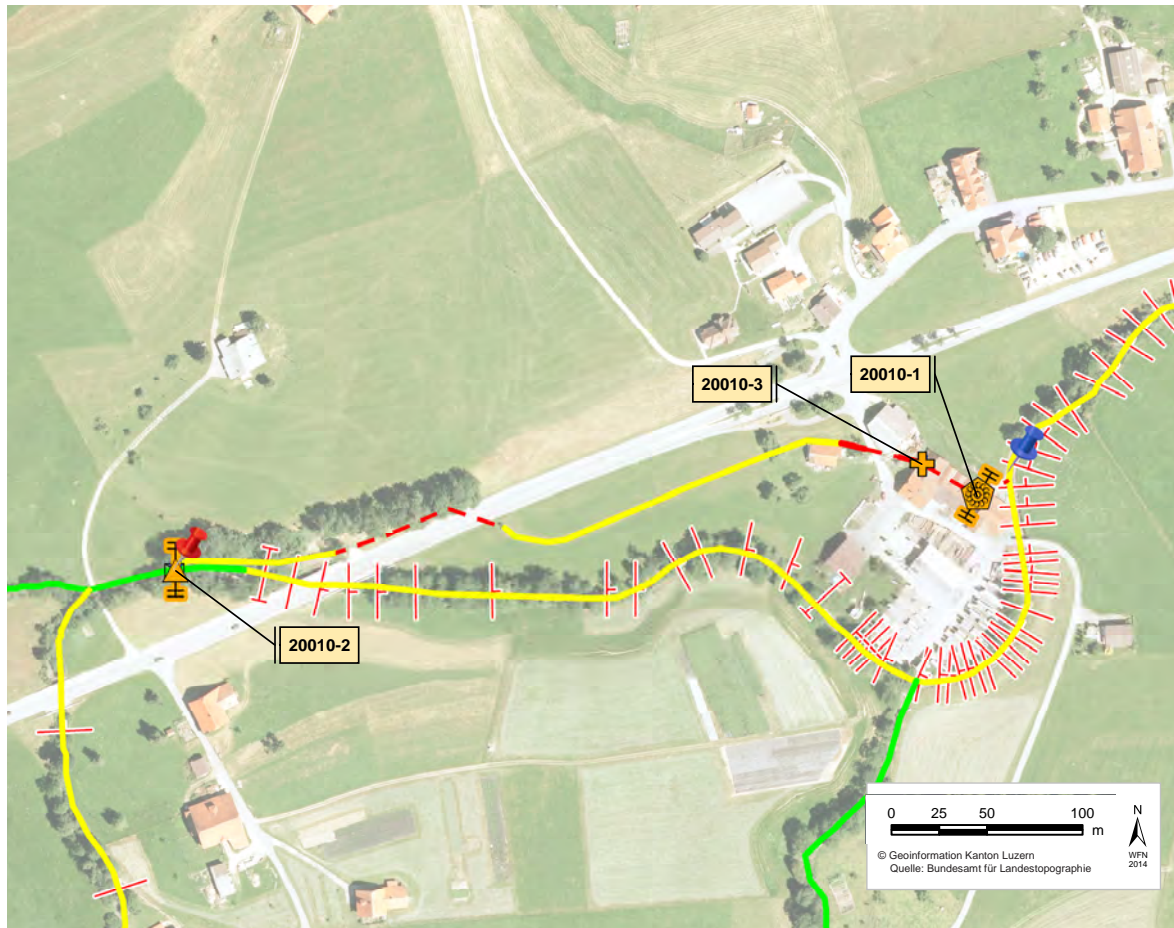 20010-3
20010-1
20010-2
0 25 50 100
m
N
WFN
2014
© Geoinformation Kanton Luzern
Quelle: Bundesamt für Landestopographie